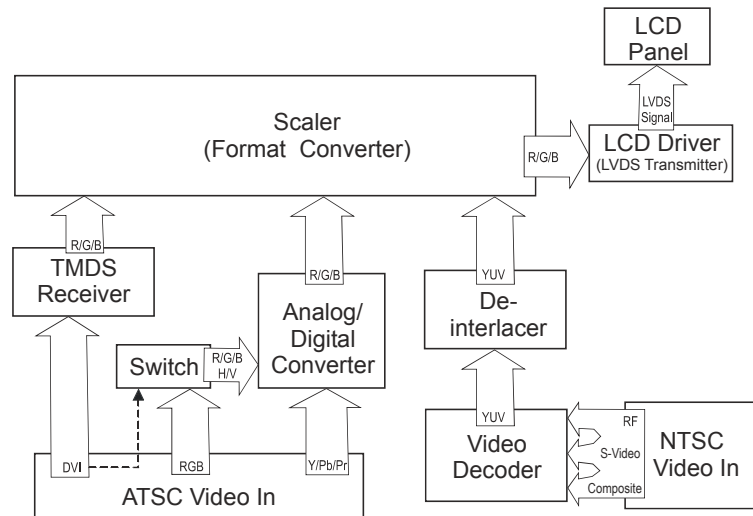 LCD
Panel
LVDS
Signal
Scaler
(Format Converter)
R/G/B
LCD Driver
(LVDS Transmitter)
R/G/B
TMDS
Receiver
R/G/B
Analog/
Digital
Converter
YUV
De-
interlacer
Switch
R/G/B
H/V
YUV
Video
Decoder
RF
S-Video
Composite
NTSC
Video In
DVI
RGB
Y/Pb/Pr
ATSC Video In